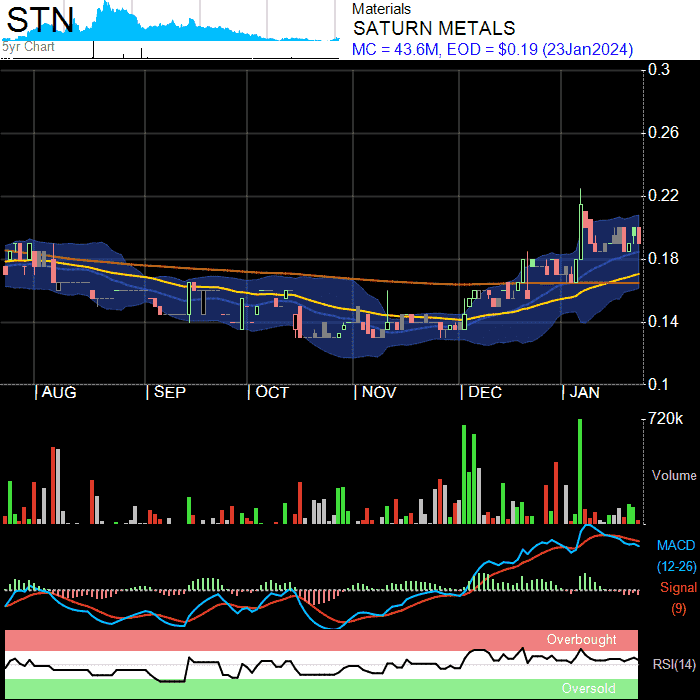 STN
5yr Chart
Materials
SATURN METALS
MC = 43.6M, EOD = $0.19 (23Jan2024)
0.3
0.26
0.22
0.18
0.14
0.1
AUG SEP OCT NOV DEC JAN
720k
Volume
MACD
(12-26)
Signal
(9)
Overbought
RSI(14)
Oversold